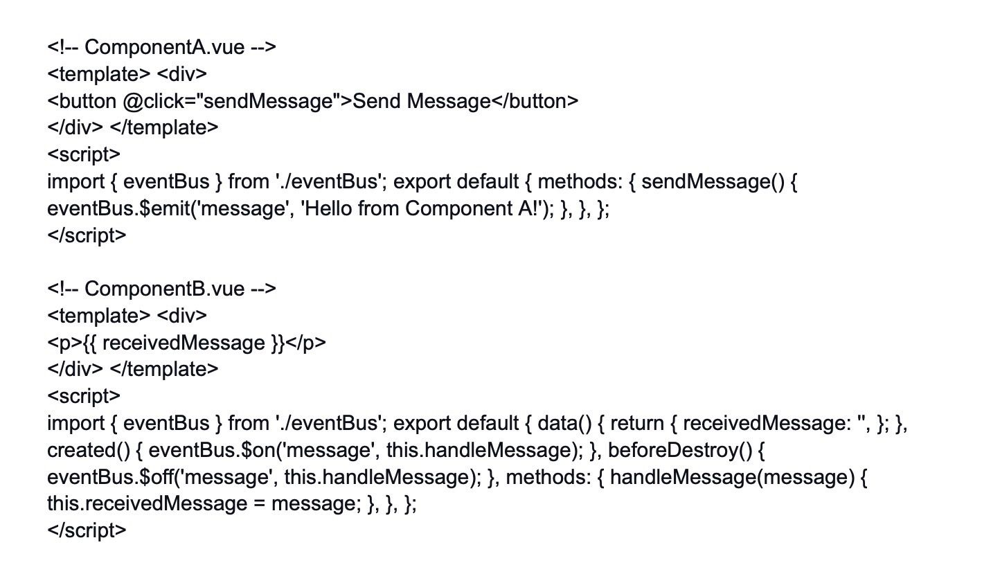 <!-- ComponentA.vue -->
<template> <div>
<button @click="sendMessage">Send Message</button>
</div> </template>
<script>
import { eventBus } from './eventBus'; export default { methods: { sendMessage() {
eventBus.$emit('message', 'Hello from Component A!'); }, }, };
</script>
<!-- ComponentB.vue -->
<template> <div>
<p>{{ receivedMessage }}</p>
</div> </template>
<script>
import { eventBus } from './eventBus'; export default { data() { return { receivedMessage: '', }; },
created() { eventBus.$on('message', this.handleMessage); }, beforeDestroy() {
eventBus.$off('message', this.handleMessage); }, methods: { handleMessage(message) {
this.receivedMessage = message; }, }, };
</script>